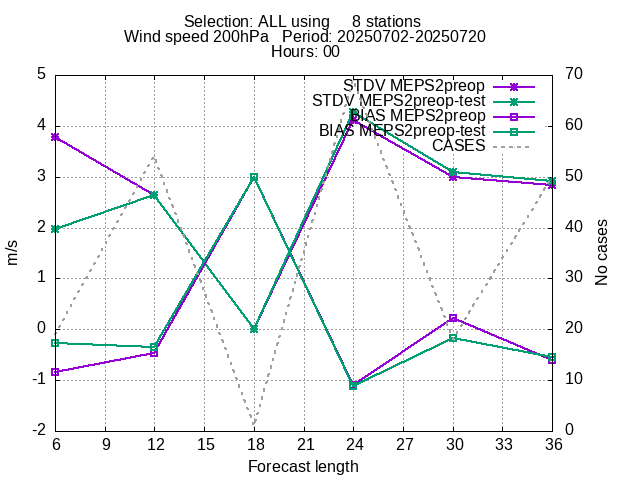 Selection: ALL using 8 stations
Wind speed 200hPa Period: 20250702-20250720
Hours: 00
STDV MEPS2preop
STDV MEPS2preop-test
BIAS MEPS2preop
BIAS MEPS2preop-test
CASES
5
4
3
2
1
0
-1
-2
m/s
70
60
50
40
30
20
10
0
No cases
6 9 12 15 18 21 24 27 30 33 36
Forecast length